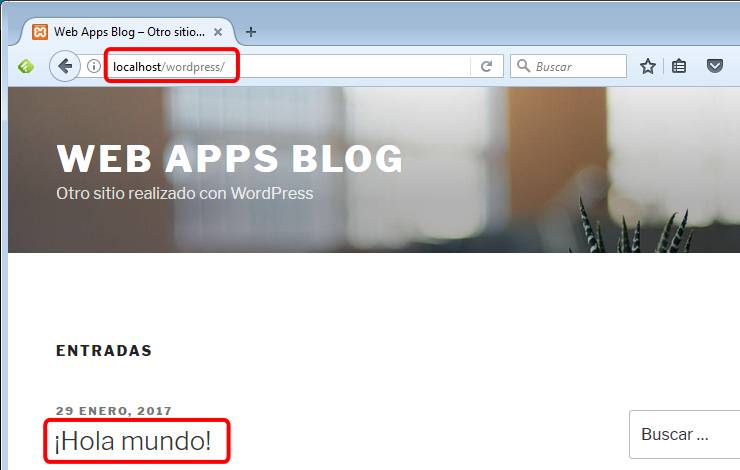 Web Apps Blog – Otro sitio...
localhost/wordpress/
Buscar
WEB APPS BLOG
Otro sitio realizado con WordPress
ENTRADAS
29 ENERO, 2017
¡Hola mundo!
Buscar ...